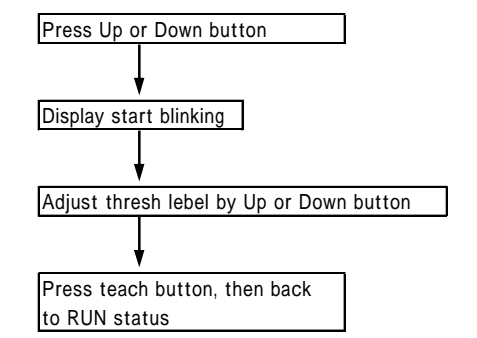 Press Up or Down button
Display start blinking
Adjust thresh lebel by Up or Down button
Press teach button, then back
to RUN status